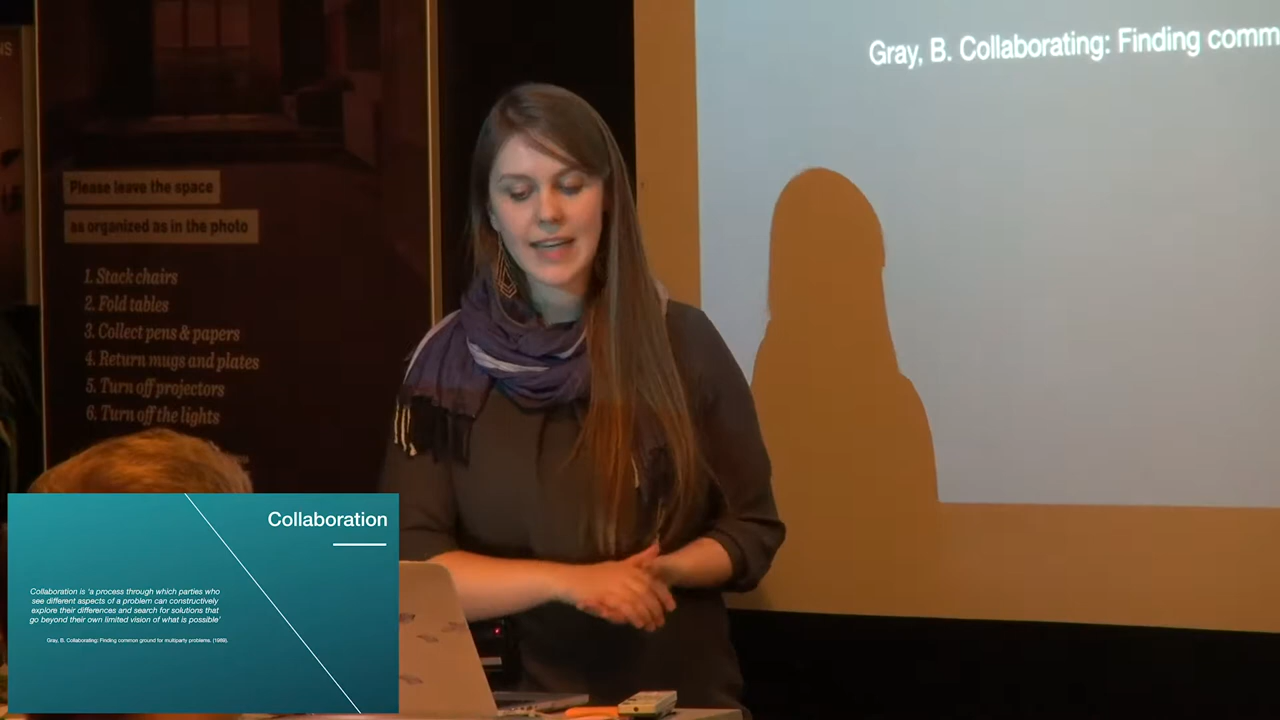 NS
Gray, B. Collaborating: Finding comm
Please leave the space
as organized as in the photo
1. Stack chairs
2. Fold tables
3. Collect pens & papers
4. Return mugs and plates
5. Turn off projectors
6. Turn off the lights
Collaboration
Collaboration is 'a process through which parties who
see different aspects of a problem can constructively
explore their differences and search for solutions that
go beyond their own limited vision of what is possible'
Gray, B. Collaborating: Finding common ground for multiparty problems. (1989).